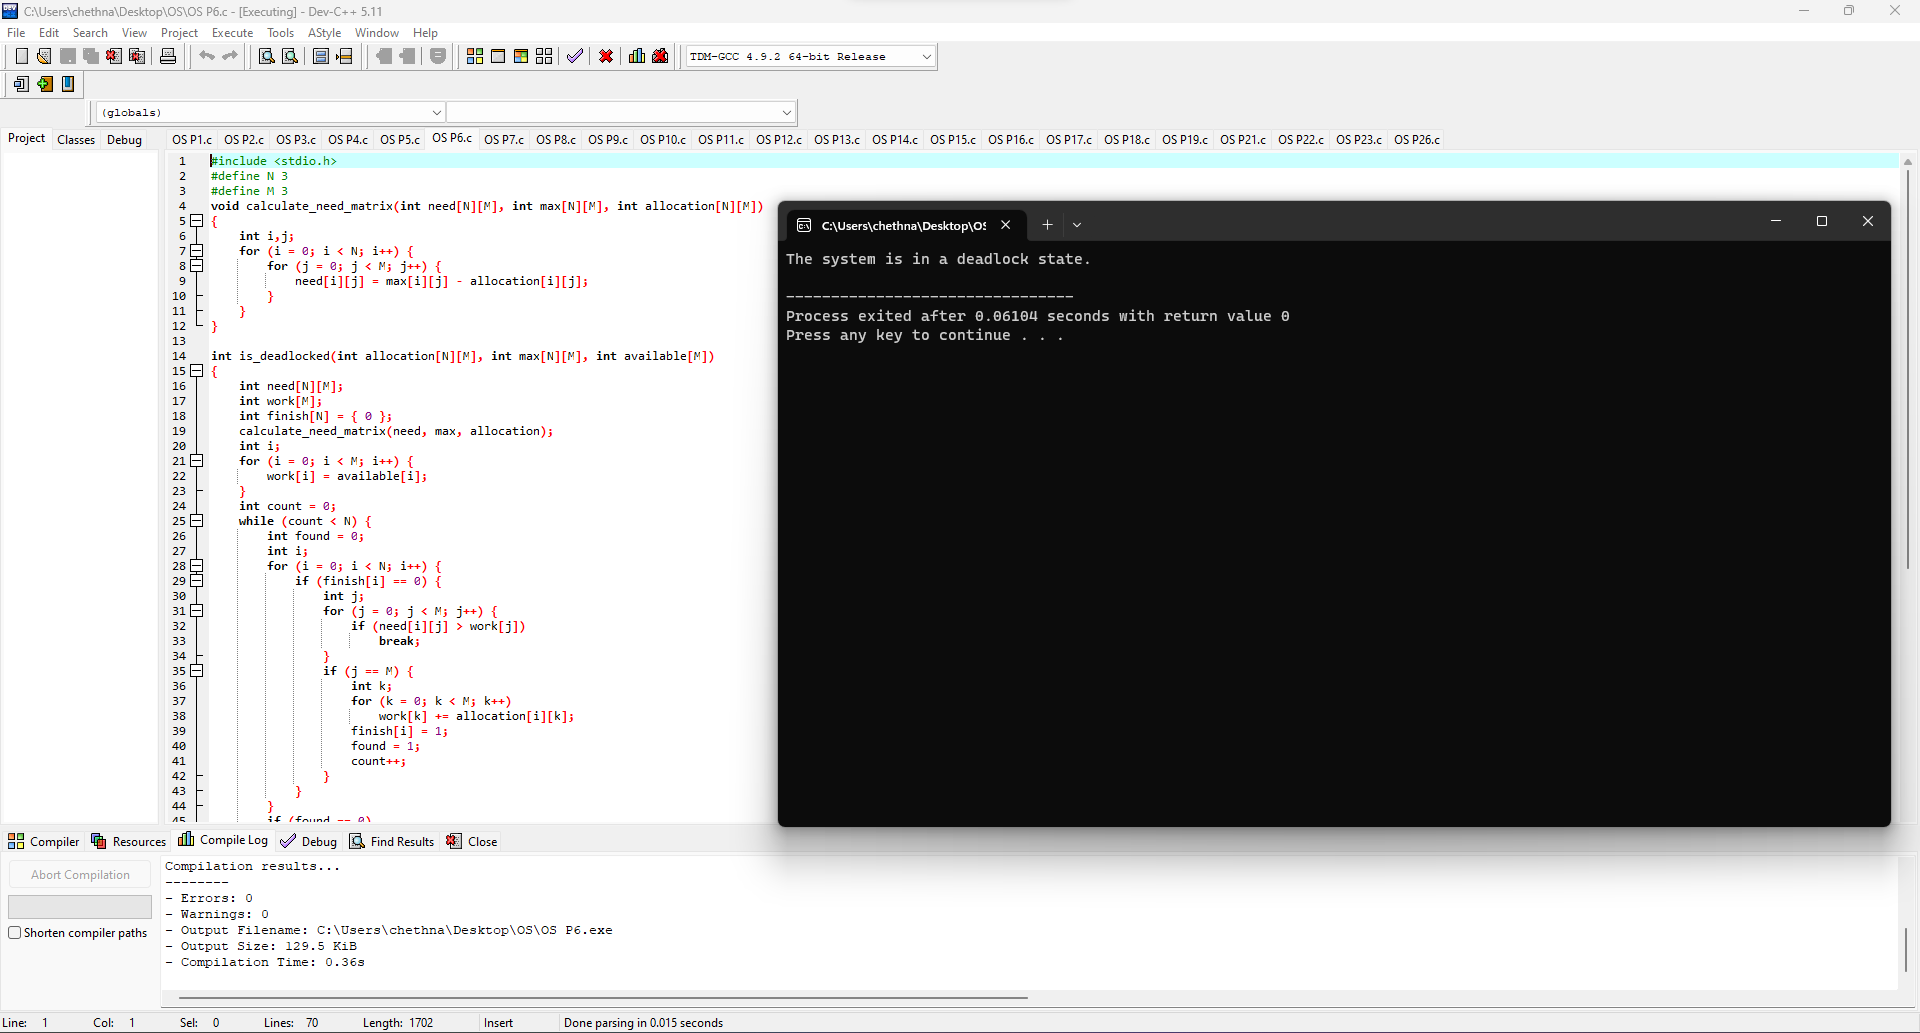 C:\Users\chethna\Desktop\OS\OS P6.c - [Executing] - Dev-C++ 5.11
File Edit Search View Project Execute Tools AStyle Window Help
TDM-GCC 4.9.2 64-bit Release
(globals)
Project Classes Debug
OS P1.c OS P2.c OS P3.c OS P4.c OS P5.c OS P6.c OS P7.c OS P8.c OS P9.c OS P10.c OS P11.c OS P12.c OS P13.c OS P14.c OS P15.c OS P16.c OS P17.c OS P18.c OS P19.c OS P21.c OS P22.c OS P23.c OS P26.c
1 #include <stdio.h>
2 #define N 3
3 #define M 3
4 void calculate_need_matrix(int need[N][M], int max[N][M], int allocation[N][M])
5 {
6 int i,j;
7 for (i = 0; i < N; i++) {
8 for (j = 0; j < M; j++) {
9 need[i][j] = max[i][j] - allocation[i][j];
10 }
11 }
12 }
13
14 int is_deadlocked(int allocation[N][M], int max[N][M], int available[M])
15 {
16 int need[N][M];
17 int work[M];
18 int finish[N] = { 0 };
19 calculate_need_matrix(need, max, allocation);
20 int i;
21 for (i = 0; i < M; i++) {
22 work[i] = available[i];
23 }
24 int count = 0;
25 while (count < N) {
26 int found = 0;
27 int i;
28 for (i = 0; i < N; i++) {
29 if (finish[i] == 0) {
30 int j;
31 for (j = 0; j < M; j++) {
32 if (need[i][j] > work[j])
33 break;
34 }
35 if (j == M) {
36 int k;
37 for (k = 0; k < M; k++)
38 work[k] += allocation[i][k];
39 finish[i] = 1;
40 found = 1;
41 count++;
42 }
43 }
44 }
45 if (found == 0)
C:\Users\chethna\Desktop\OS
The system is in a deadlock state.
--------------------------------
Process exited after 0.06104 seconds with return value 0
Press any key to continue . . .
Compiler Resources Compile Log Debug Find Results Close
Abort Compilation
Shorten compiler paths
Compilation results...
--------
- Errors: 0
- Warnings: 0
- Output Filename: C:\Users\chethna\Desktop\OS\OS P6.exe
- Output Size: 129.5 KiB
- Compilation Time: 0.36s
Line: 1 Col: 1 Sel: 0 Lines: 70 Length: 1702 Insert Done parsing in 0.015 seconds